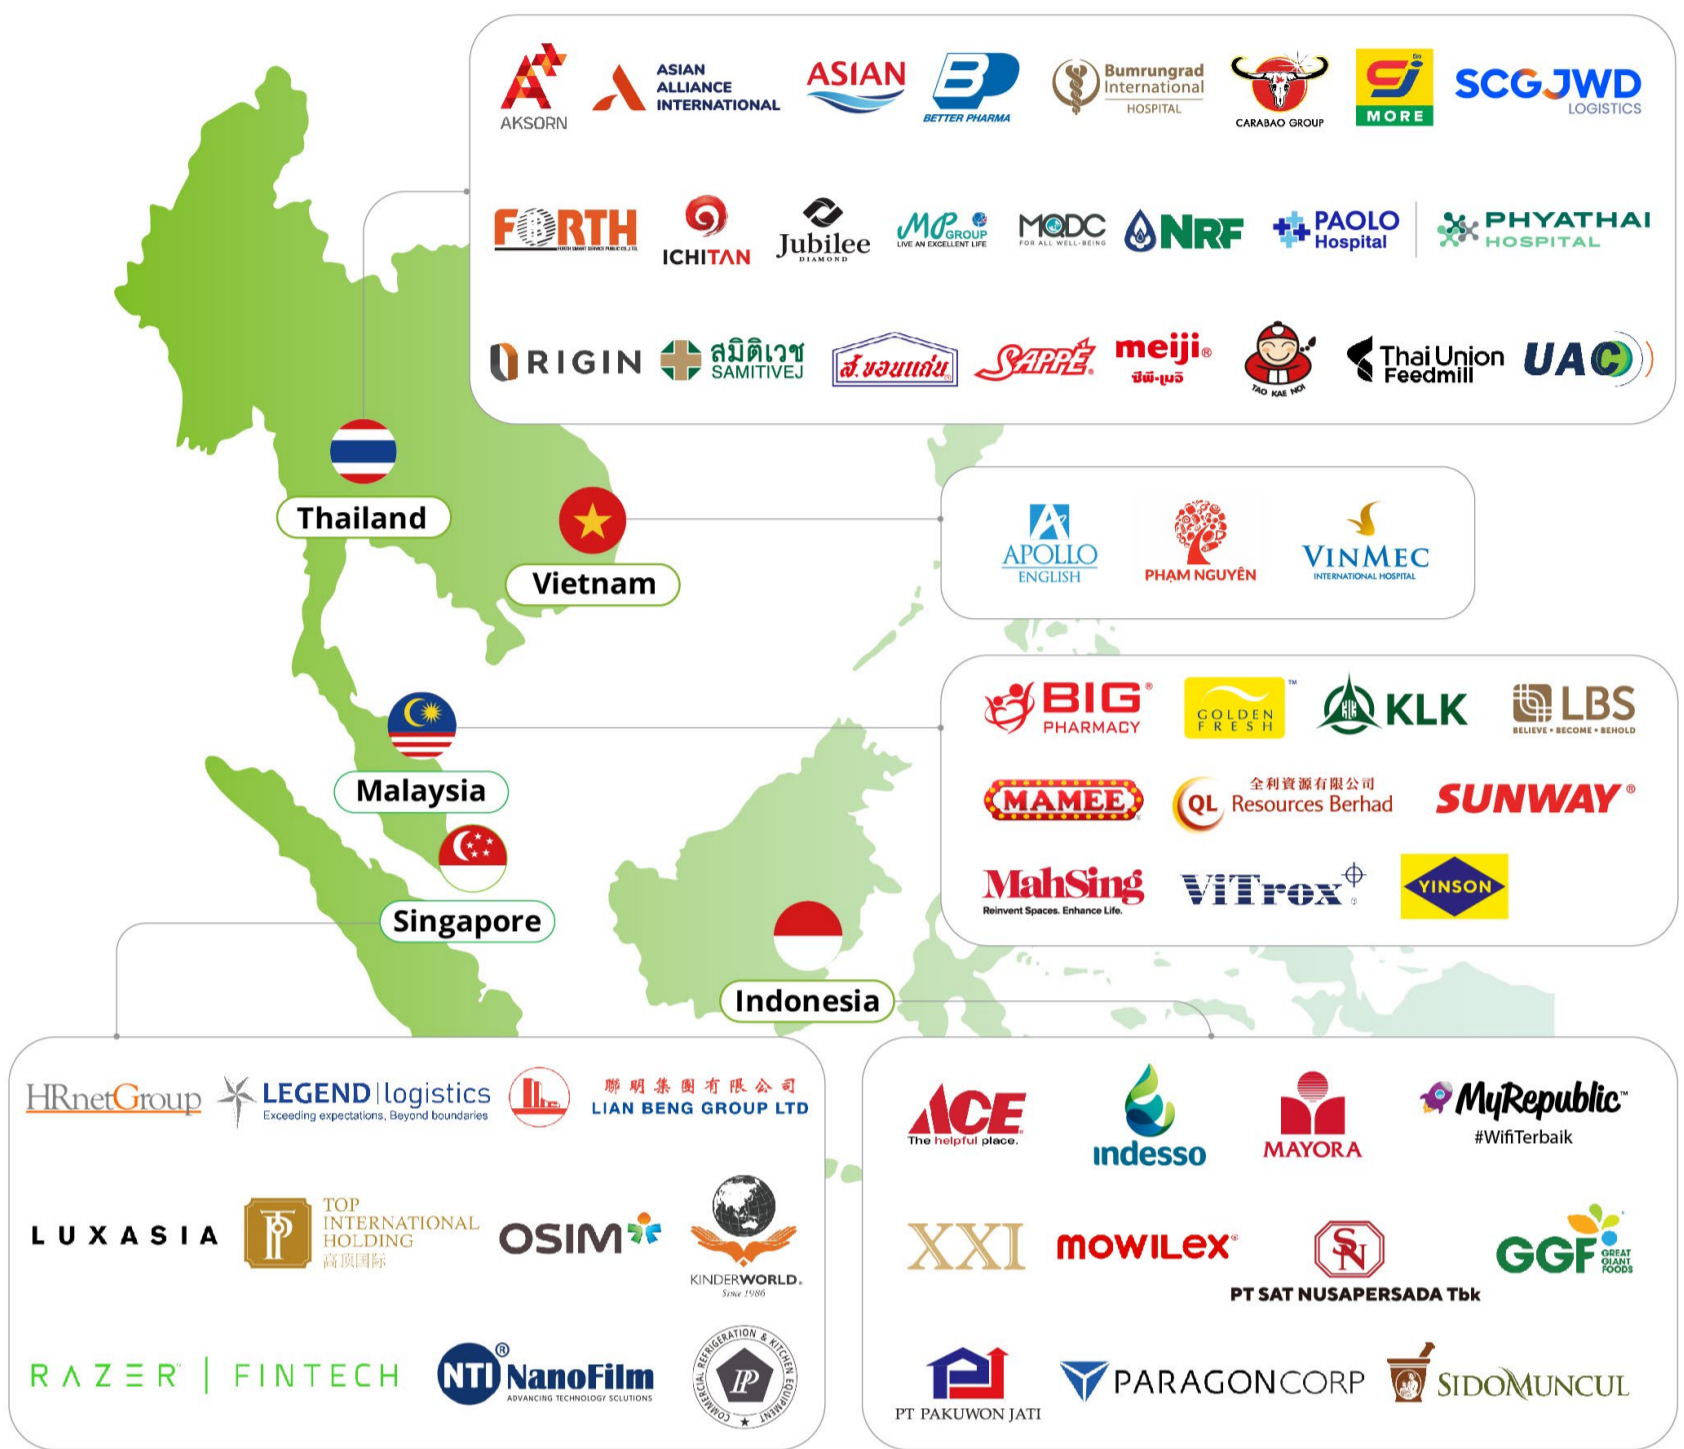 AKSORN
ASIAN
ALLIANCE
INTERNATIONAL
ASIAN
BETTER PHARMA
Bumrungrad
International
HOSPITAL
CARABAO GROUP
CJ
MORE
SCGJWD
LOGISTICS
FORTH
ICHITAN
Jubilee
DIAMOND
MP GROUP
LIVE AN EXCELLENT LIFE
MQDC
FOR ALL WELL-BEING
NRF
PAOLO
Hospital
PHYATHAI
HOSPITAL
ORIGIN
สมิติเวช
SAMITIVEJ
ส.ขอนแก่น
SAPPÉ
meiji®
ซีพี-เมจิ
TAO KAE NOI
Thai Union
Feedmill
UAC
Thailand
Vietnam
APOLLO
ENGLISH
PHẠM NGUYÊN
VINMEC
INTERNATIONAL HOSPITAL
Malaysia
BIG®
PHARMACY
GOLDEN
FRESH
™
KLK
LBS
BELIEVE • BECOME • BEHOLD
MAMEE
QL
全利資源有限公司
Resources Berhad
SUNWAY®
MahSing
Reinvent Spaces. Enhance Life.
ViTrox
YINSON
Singapore
HRnetGroup
LEGEND | logistics
Exceeding expectations, Beyond boundaries
聯明集團有限公司
LIAN BENG GROUP LTD
LUXASIA
TOP
INTERNATIONAL
HOLDING
高顶国际
OSIM
KINDERWORLD®
Since 1986
RAZER™ | FINTECH
NTI® NanoFilm
ADVANCING TECHNOLOGY SOLUTIONS
COMMERCIAL REFRIGERATION & KITCHEN EQUIPMENT
Indonesia
ACE
The helpful place.
indesso
MAYORA
MyRepublic™
#WifiTerbaik
XXI
MOWILEX®
SN
PT SAT NUSAPERSADA Tbk
GGF
GREAT
GIANT
FOODS
PT PAKUWON JATI
PARAGONCORP
SIDOMUNCUL